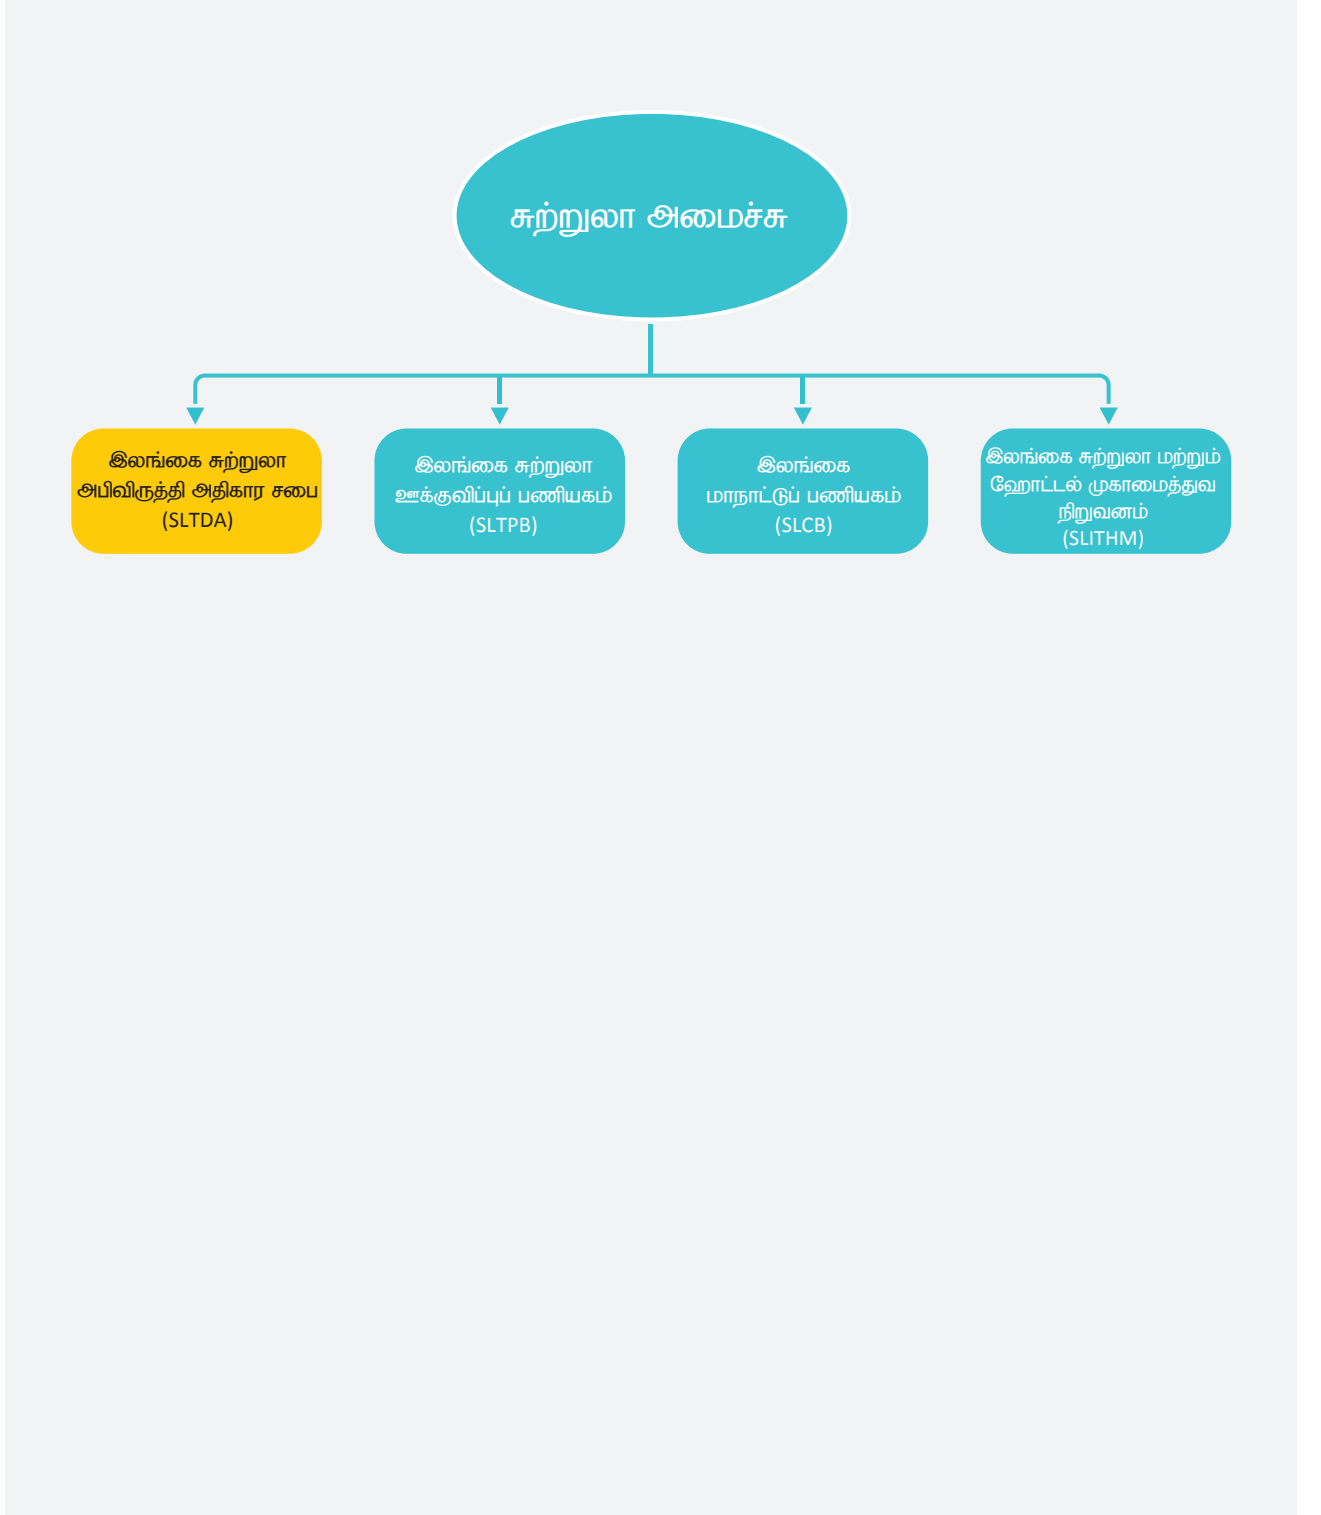 சுற்றுலா அமைச்சு
இலங்கை சுற்றுலா
அபிவிருத்தி அதிகார சபை
(SLTDA)
இலங்கை சுற்றுலா
ஊக்குவிப்புப் பணியகம்
(SLTPB)
இலங்கை
மாநாட்டுப் பணியகம்
(SLCB)
இலங்கை சுற்றுலா மற்றும்
ஹோட்டல் முகாமைத்துவ
நிறுவனம்
(SLITHM)